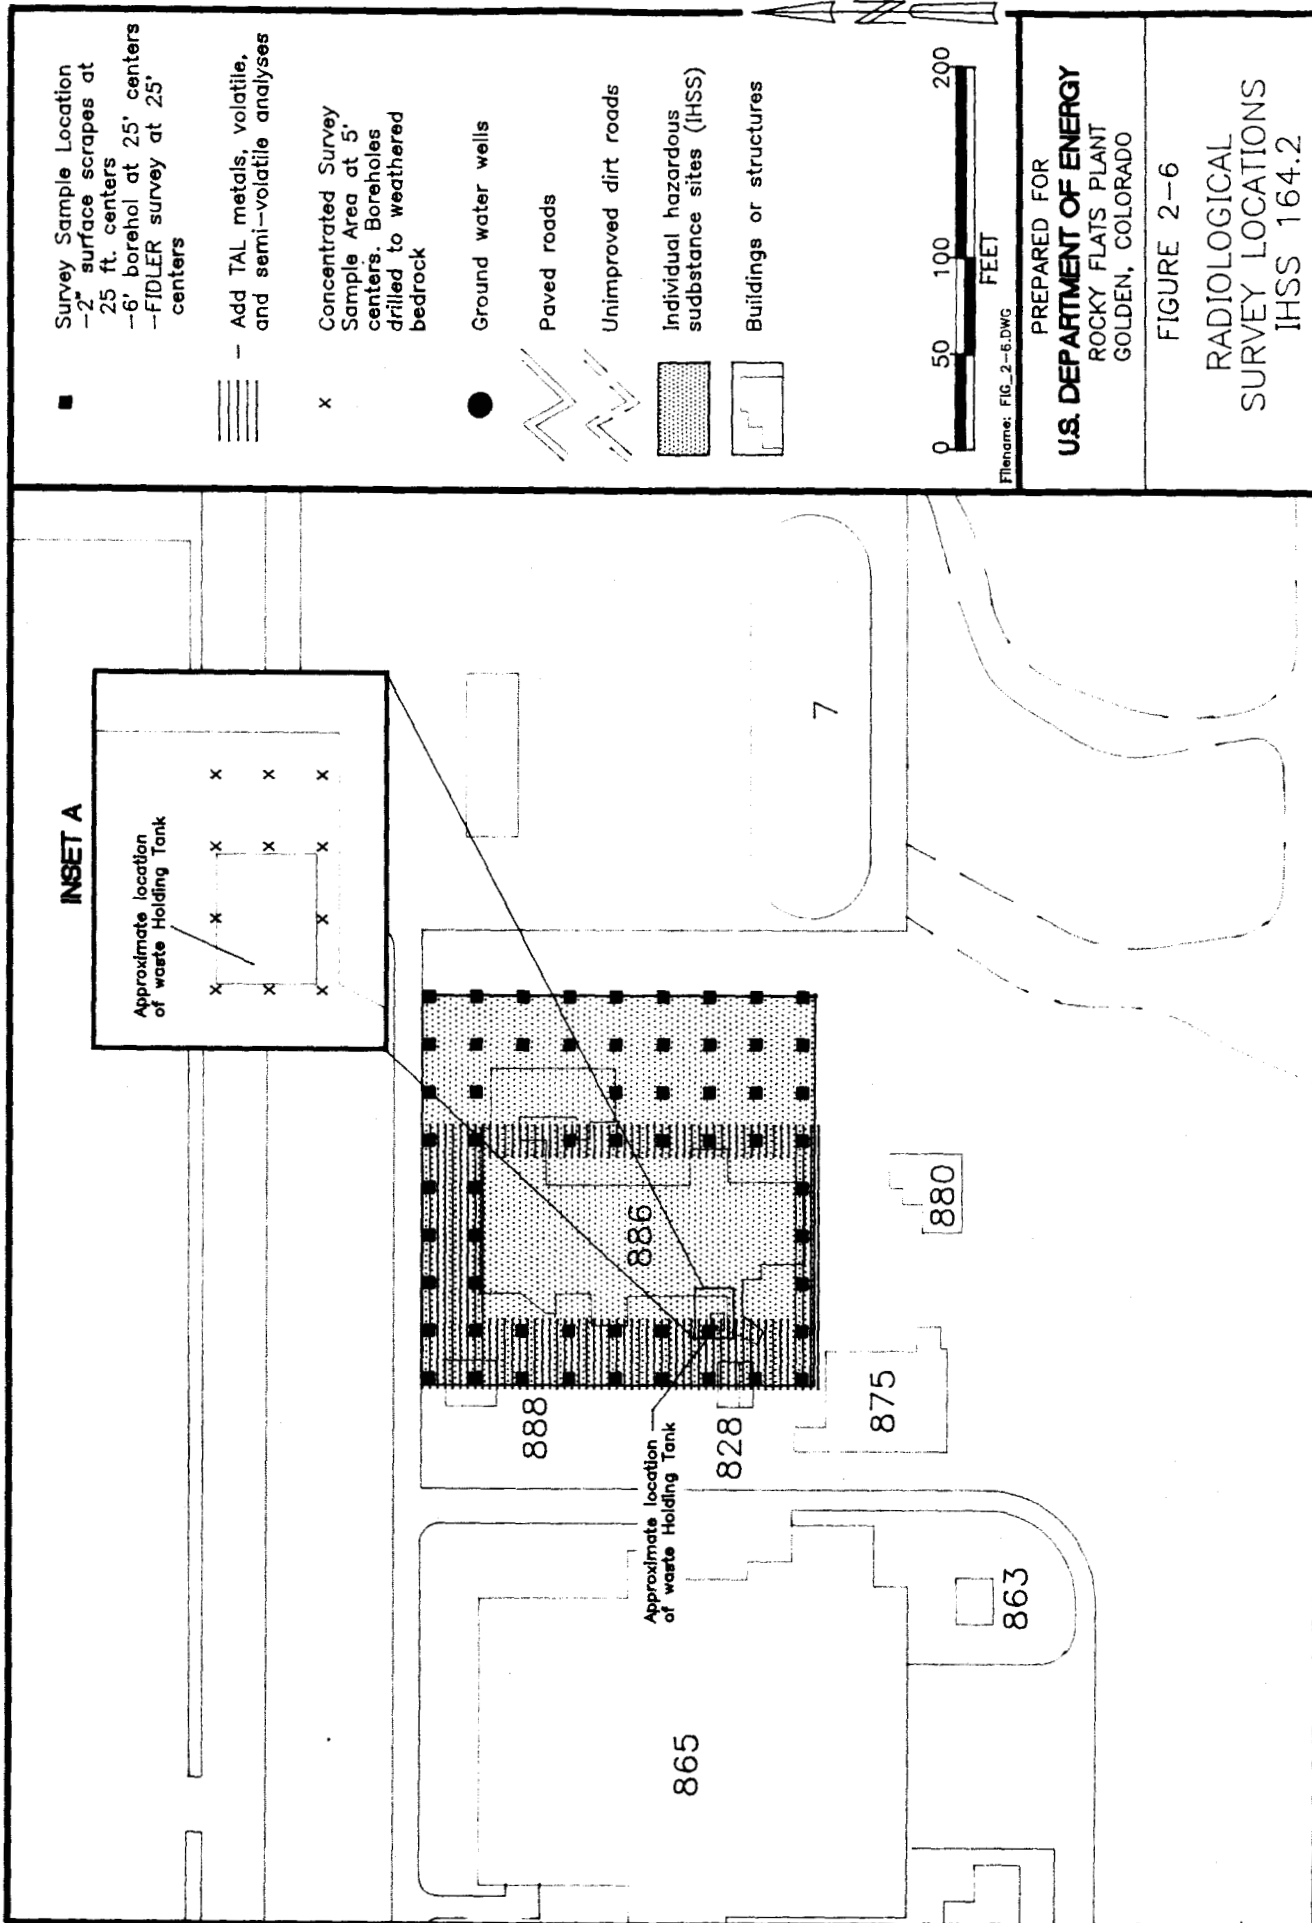 INSET A
Approximate location
of waste Holding Tank
888
886
Approximate location
of waste Holding Tank
828
865
875
880
863
7
Survey Sample Location
-2" surface scrapes at
25 ft. centers
-6' borehol at 25' centers
-FIDLER survey at 25'
centers
- Add TAL metals, volatile,
and semi-volatile analyses
x Concentrated Survey
Sample Area at 5'
centers. Boreholes
drilled to weathered
bedrock
Ground water wells
Paved roads
Unimproved dirt roads
Individual hazardous
sudbstance sites (IHSS)
Buildings or structures
N
0 50 100 200
FEET
Filename: FIG_2-6.DWG
PREPARED FOR
U.S. DEPARTMENT OF ENERGY
ROCKY FLATS PLANT
GOLDEN, COLORADO
FIGURE 2-6
RADIOLOGICAL
SURVEY LOCATIONS
IHSS 164.2